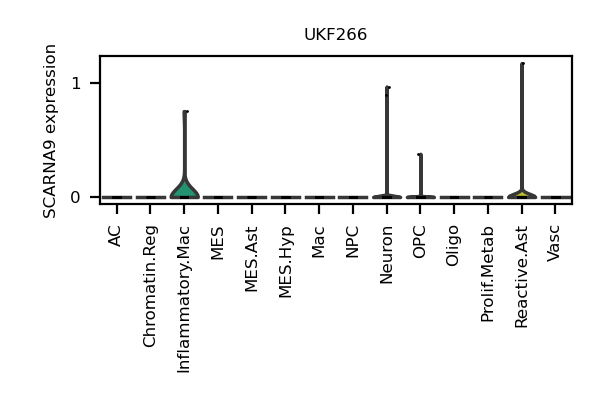 UKF266
SCARNA9 expression
1
0
AC
Chromatin.Reg
Inflammatory.Mac
MES
MES.Ast
MES.Hyp
Mac
NPC
Neuron
OPC
Oligo
Prolif.Metab
Reactive.Ast
Vasc